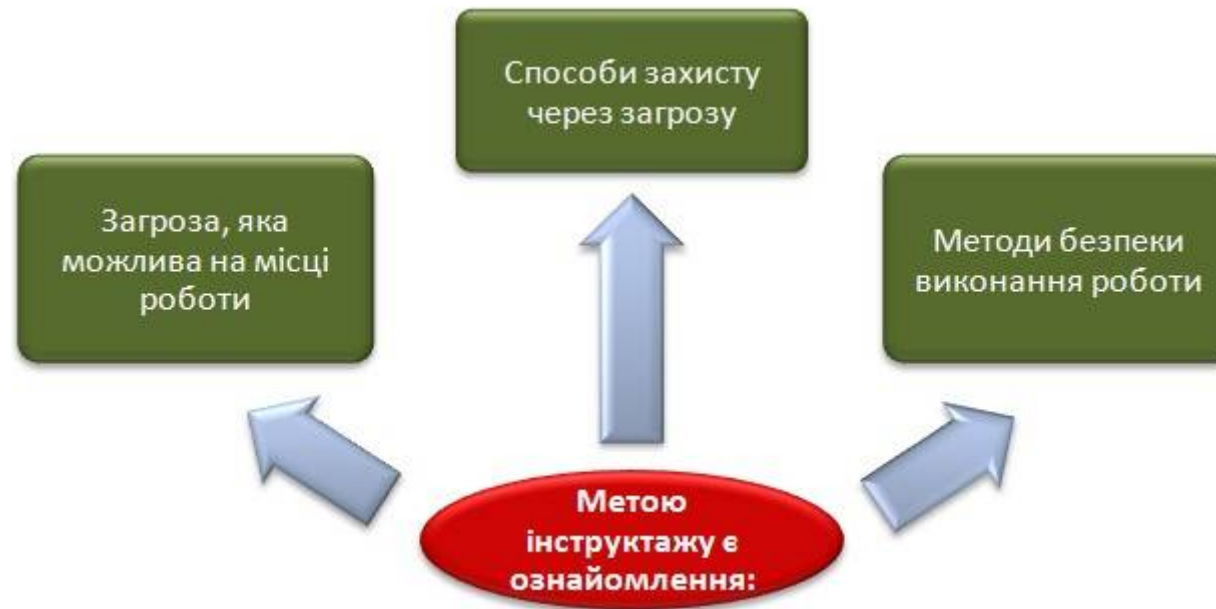 Способи захисту
через загрозу
Загроза, яка
можлива на місці
роботи
Методи безпеки
виконання роботи
Метою
інструктажу є
ознайомлення: